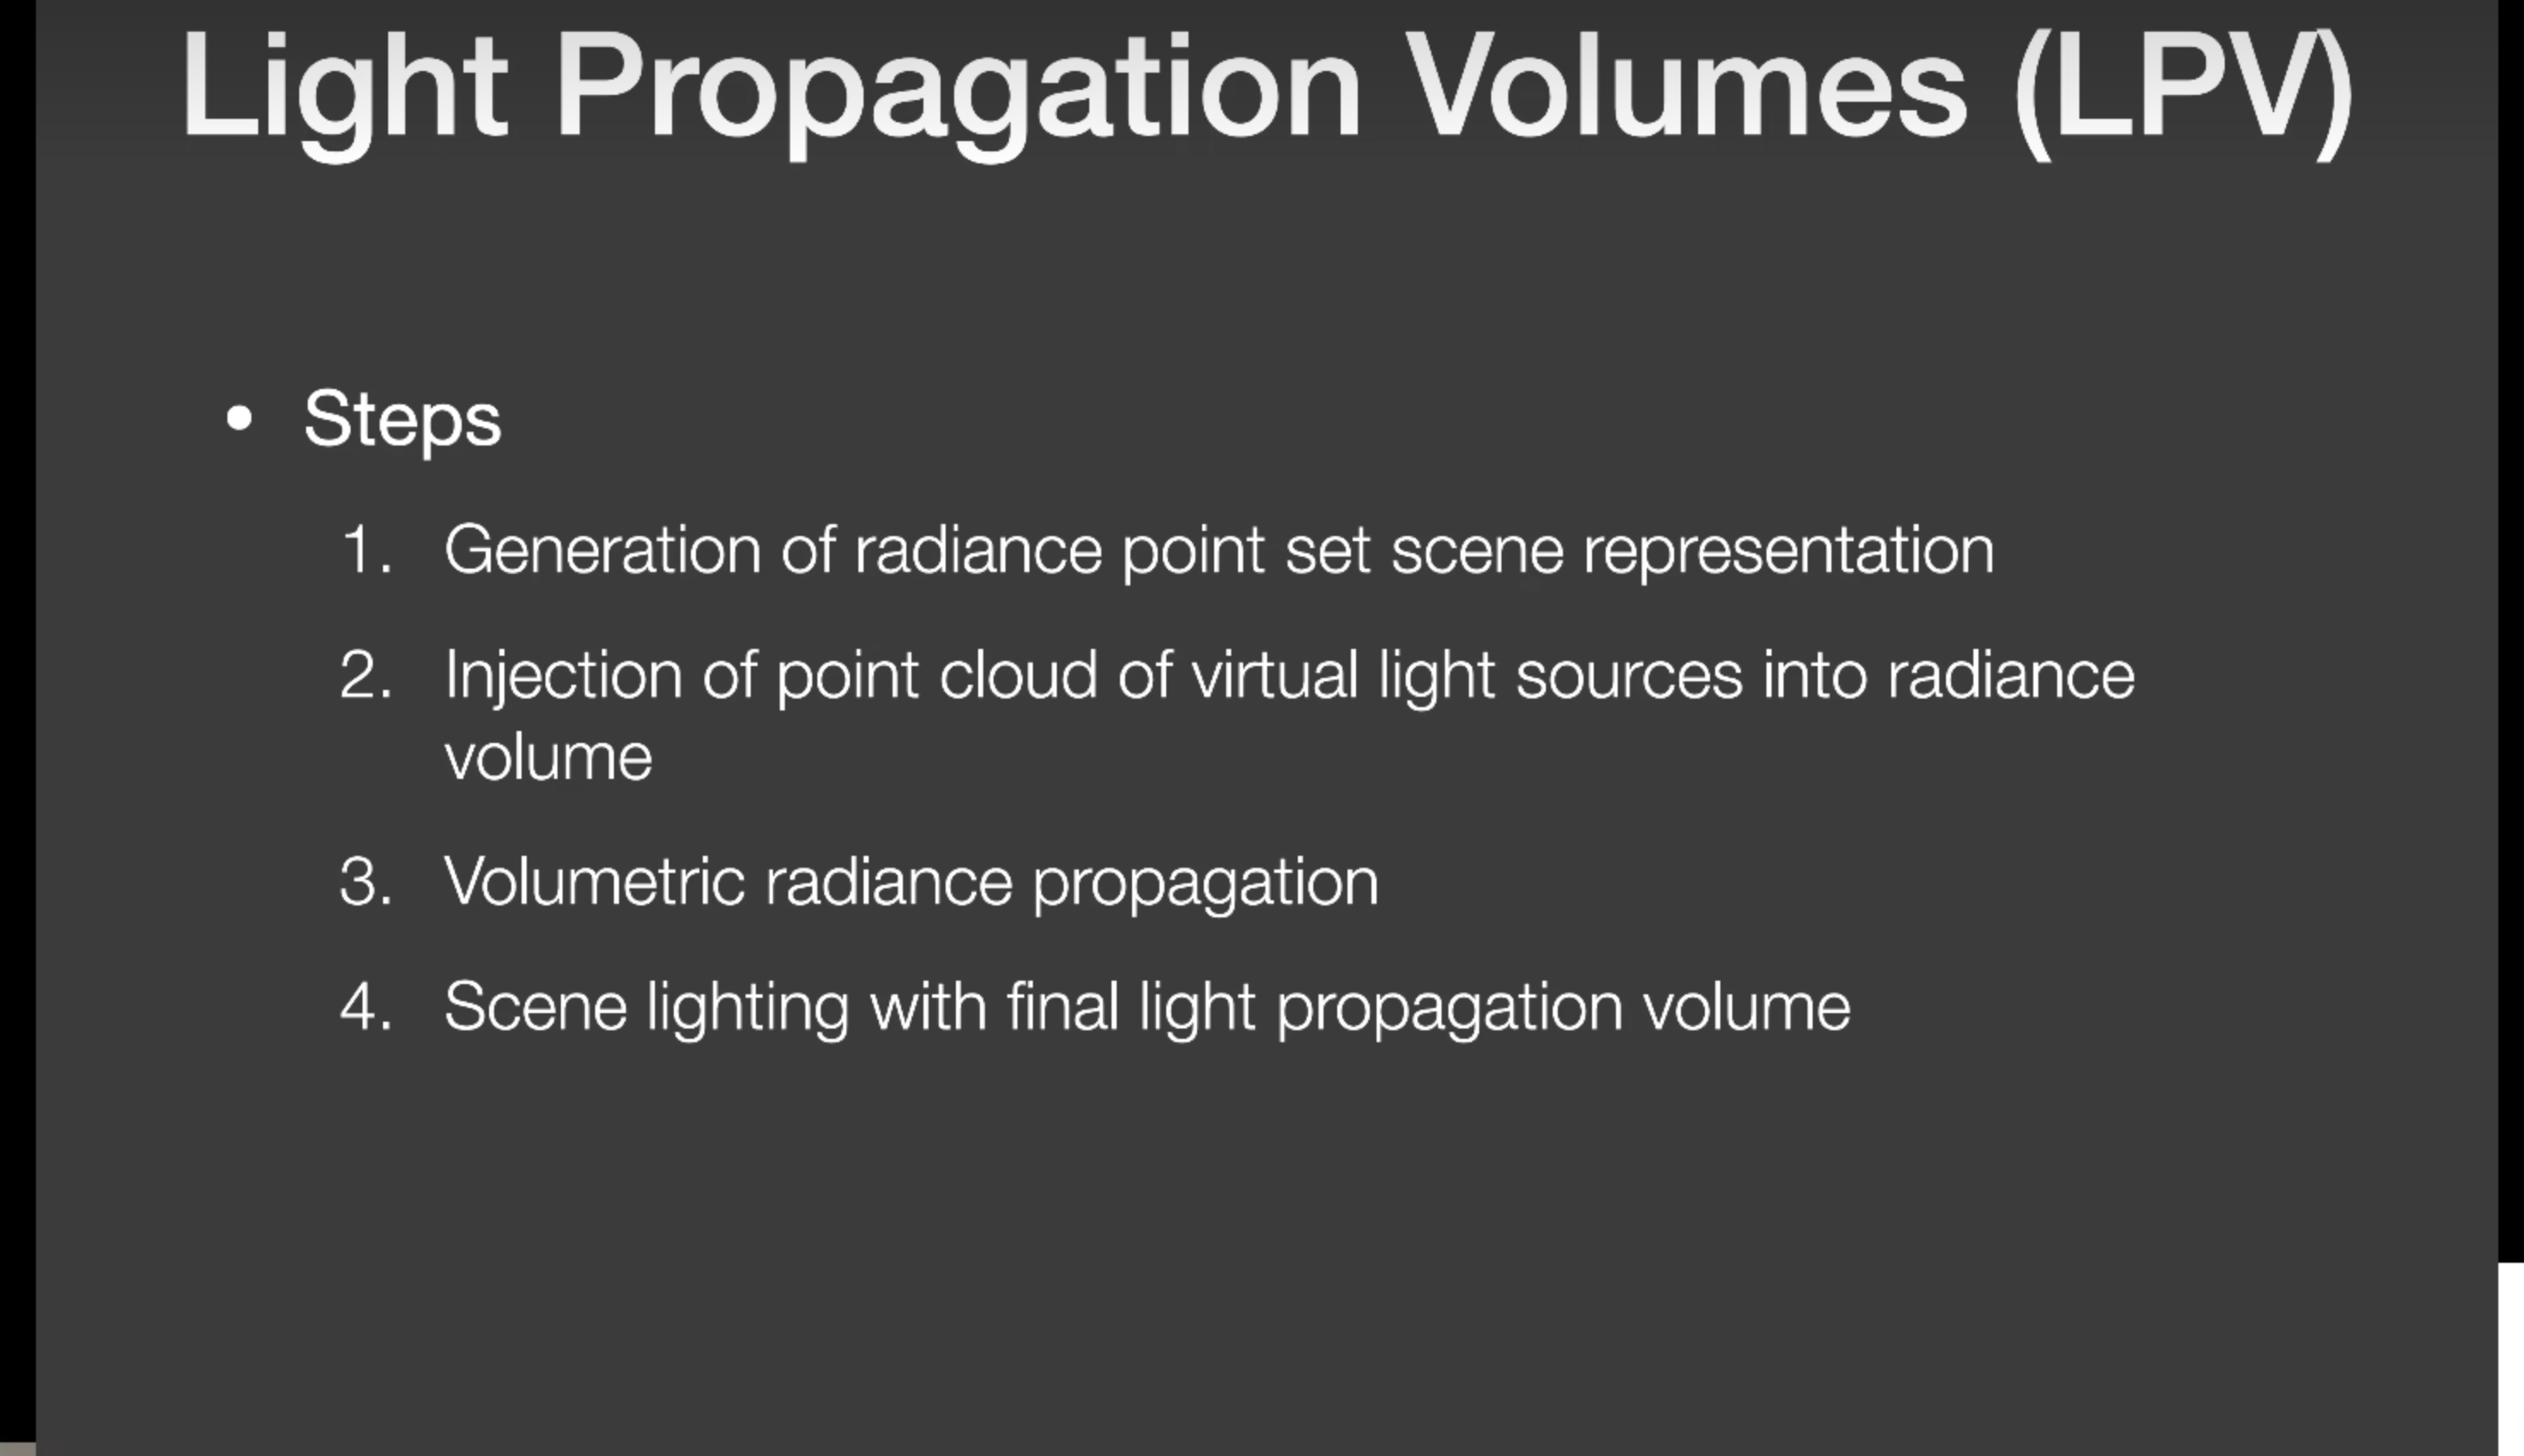 Light Propagation Volumes (LPV)
• Steps
1. Generation of radiance point set scene representation
2. Injection of point cloud of virtual light sources into radiance
volume
3. Volumetric radiance propagation
4. Scene lighting with final light propagation volume